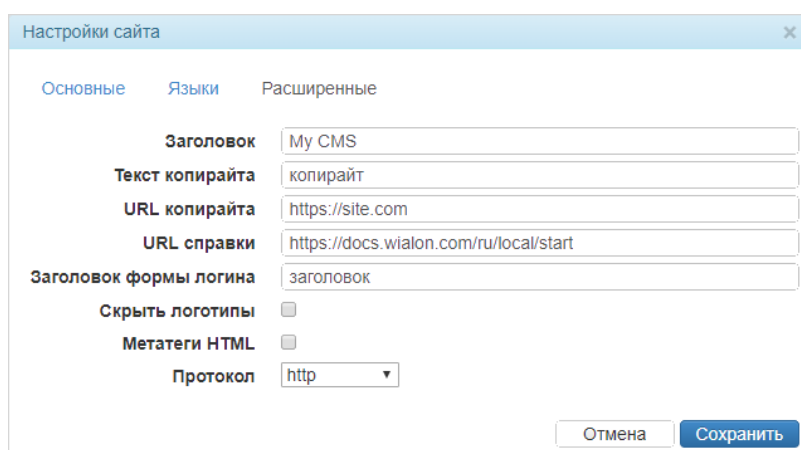 Настройки сайта
Основные Языки Расширенные
Заголовок My CMS
Текст копирайта копирайт
URL копирайта https://site.com
URL справки https://docs.wialon.com/ru/local/start
Заголовок формы логина заголовок
Скрыть логотипы
Метатеги HTML
Протокол http
Отмена Сохранить